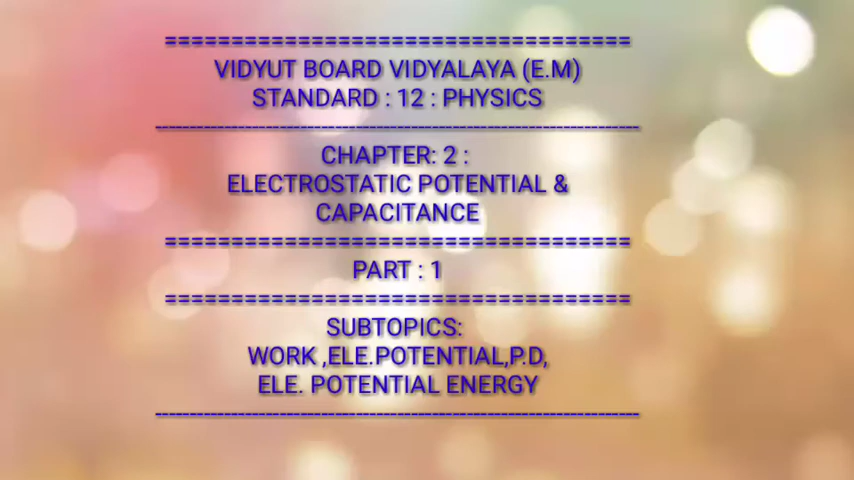 ==================================
VIDYUT BOARD VIDYALAYA (E.M)
STANDARD : 12 : PHYSICS
----------------------------------------------------------------------
CHAPTER: 2 :
ELECTROSTATIC POTENTIAL &
CAPACITANCE
==================================
PART : 1
==================================
SUBTOPICS:
WORK ,ELE.POTENTIAL,P.D,
ELE. POTENTIAL ENERGY
----------------------------------------------------------------------